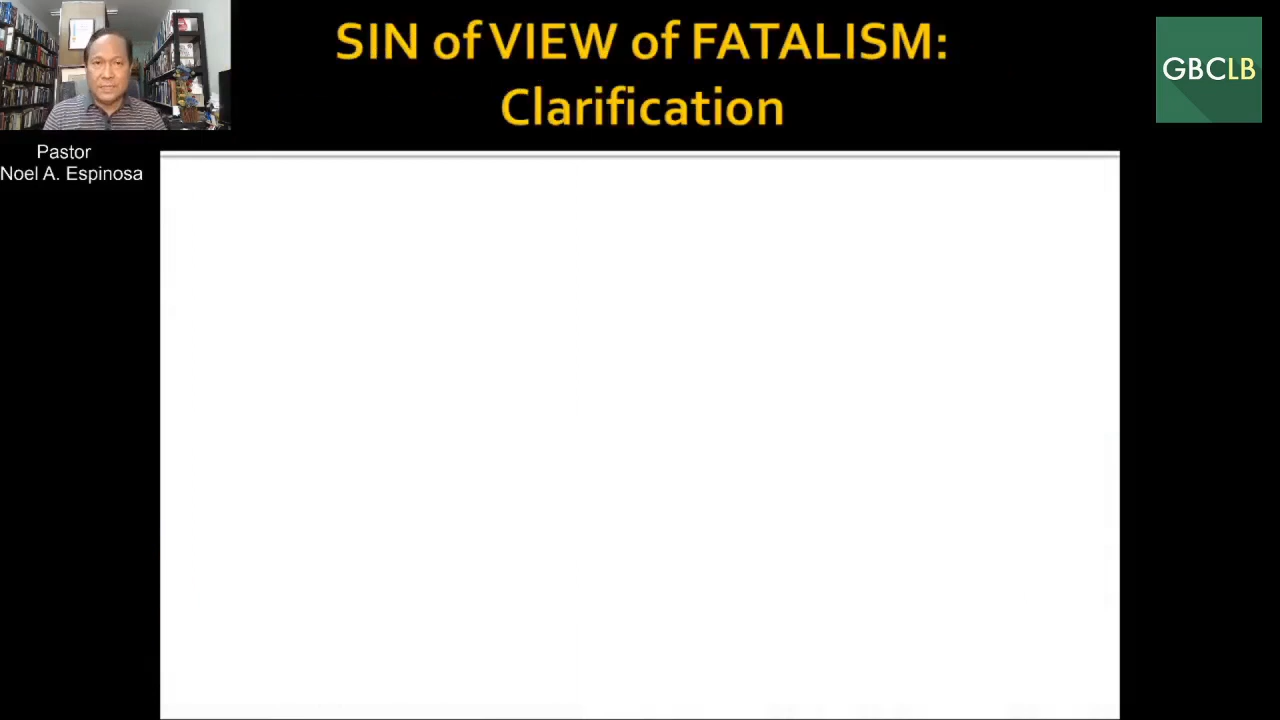 SIN of VIEW of FATALISM:
Clarification
GBCLB
Pastor
Noel A. Espinosa